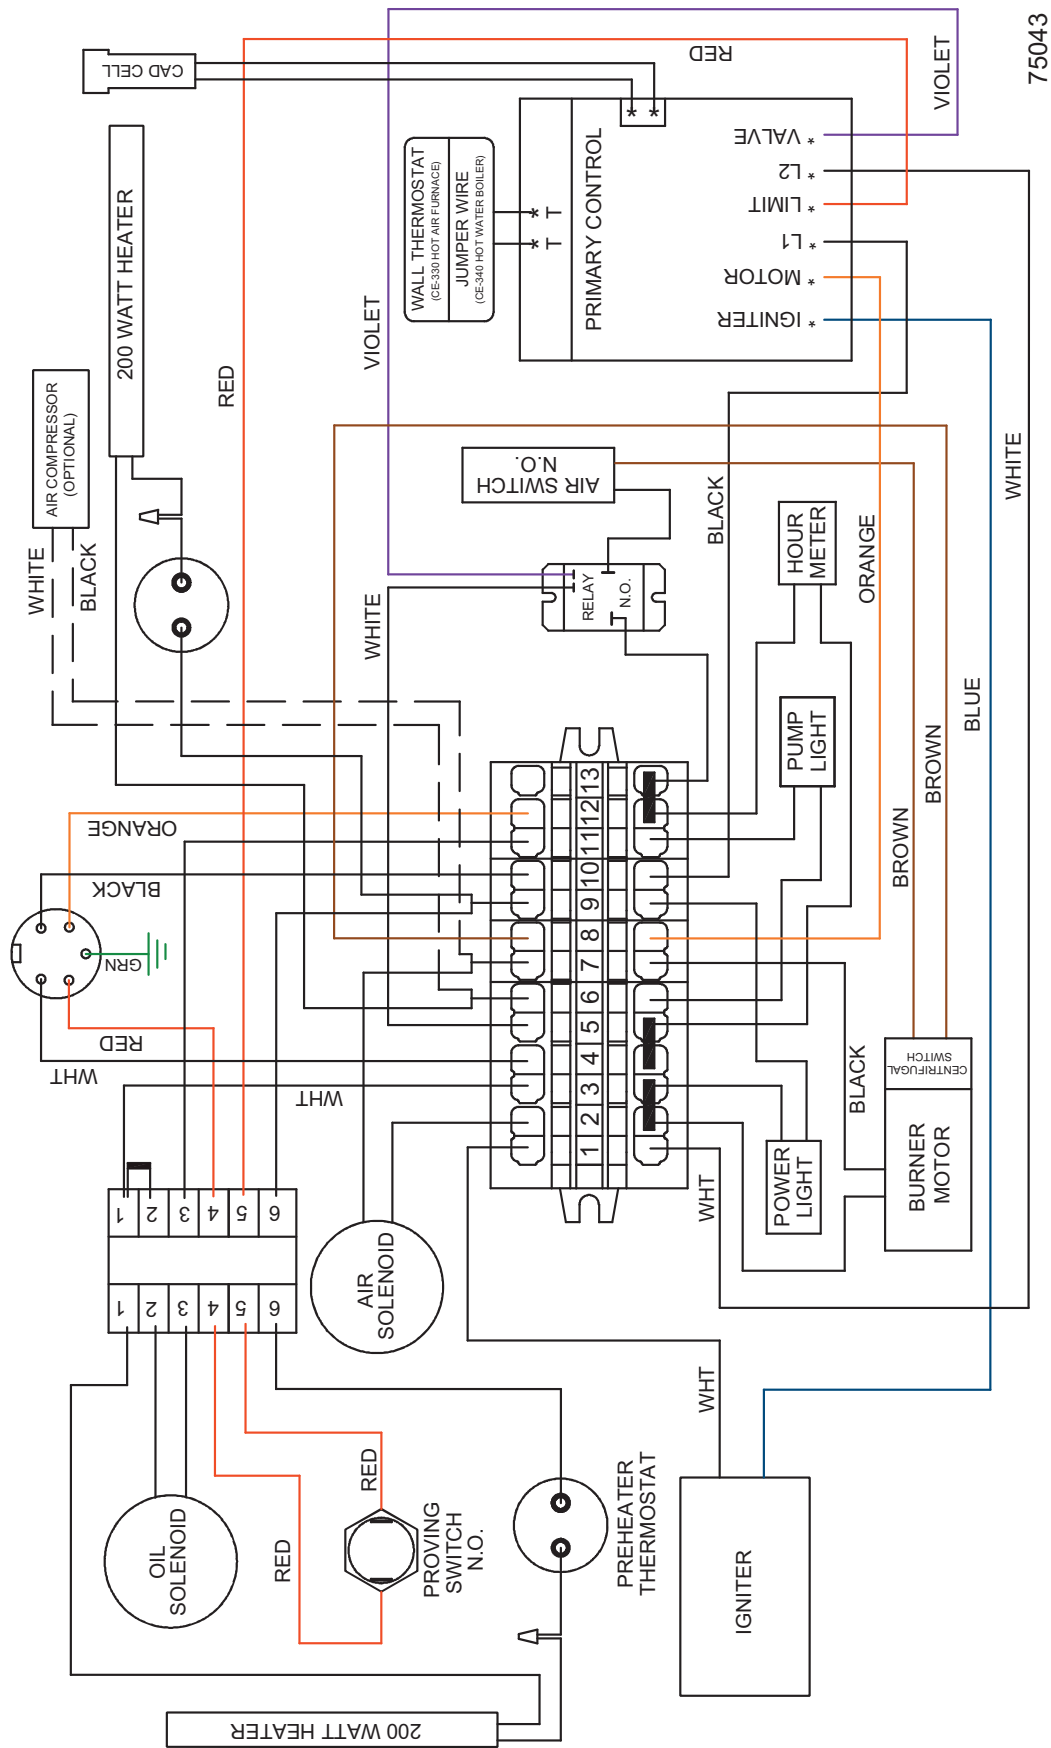 75043
VIOLET
RED
CAD CELL
VALVE
L2
LIMIT
L1
MOTOR
IGNITER
PRIMARY CONTROL
* *
* T
* T
WALL THERMOSTAT
(CE-330 HOT AIR FURNACE)
JUMPER WIRE
(CE-340 HOT WATER BOILER)
200 WATT HEATER
VIOLET
RED
AIR COMPRESSOR
(OPTIONAL)
WHITE
BLACK
AIR SWITCH
N.O.
BLACK
WHITE
ORANGE
HOUR
METER
RELAY
N.O.
WHITE
BLUE
PUMP
LIGHT
BROWN
BROWN
ORANGE
BLACK
GRN
RED
WHT
WHT
1 2 3 4 5 6 7 8 9 10 11 12 13
CENTRIFUGAL
SWITCH
BURNER
MOTOR
BLACK
POWER
LIGHT
WHT
1 2 3 4 5 6
1 2 3 4 5 6
AIR
SOLENOID
WHT
OIL
SOLENOID
RED
RED
PROVING
SWITCH
N.O.
PREHEATER
THERMOSTAT
IGNITER
200 WATT HEATER